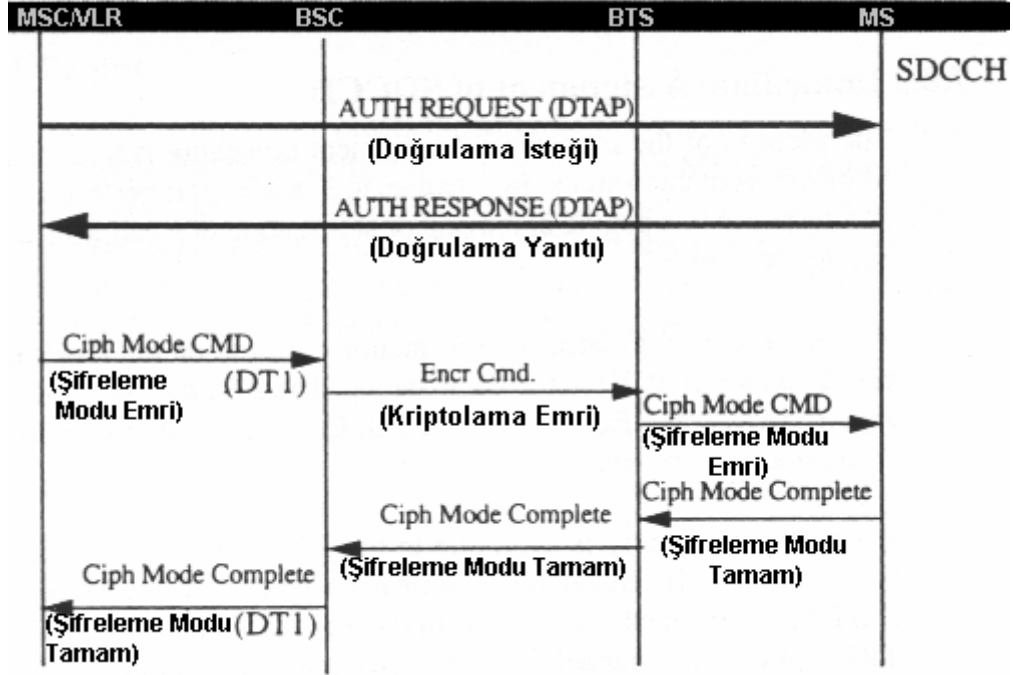 MSC/VLR BSC BTS MS
SDCCH
AUTH REQUEST (DTAP)
(Doğrulama İsteği)
AUTH RESPONSE (DTAP)
(Doğrulama Yanıtı)
Ciph Mode CMD
(Şifreleme (DT1)
Modu Emri)
Encr Cmd.
(Kriptolama Emri)
Ciph Mode CMD
(Şifreleme Modu
Emri)
Ciph Mode Complete
(Şifreleme Modu
Tamam)
Ciph Mode Complete
(Şifreleme Modu Tamam)
Ciph Mode Complete
(Şifreleme Modu (DT1)
Tamam)